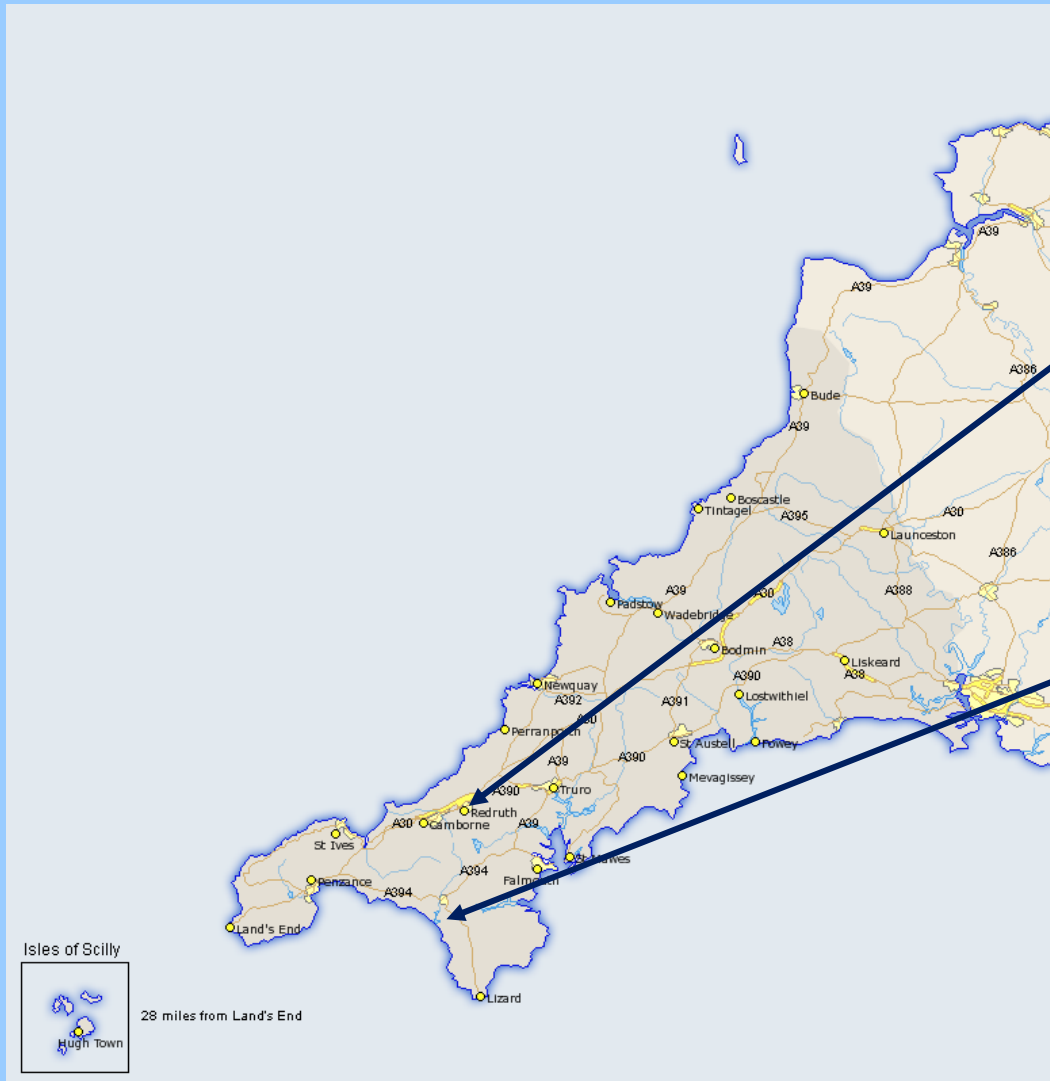 A39
A39
A386
Bude
A39
Boscastle
Tintagel
A395
A30
Launceston
A386
A39
A30
A388
Padstow
Wadebridge
A38
Bodmin
Liskeard
A38
A390
Newquay
Lostwithiel
A392
A391
A30
Perranporth
St Austell
Fowey
A39
A390
Mevagissey
A390
Truro
Redruth
A30
Camborne
A39
St Ives
St Mawes
A394
Falmouth
Penzance
A394
Land's End
Isles of Scilly
Lizard
28 miles from Land's End
Hugh Town